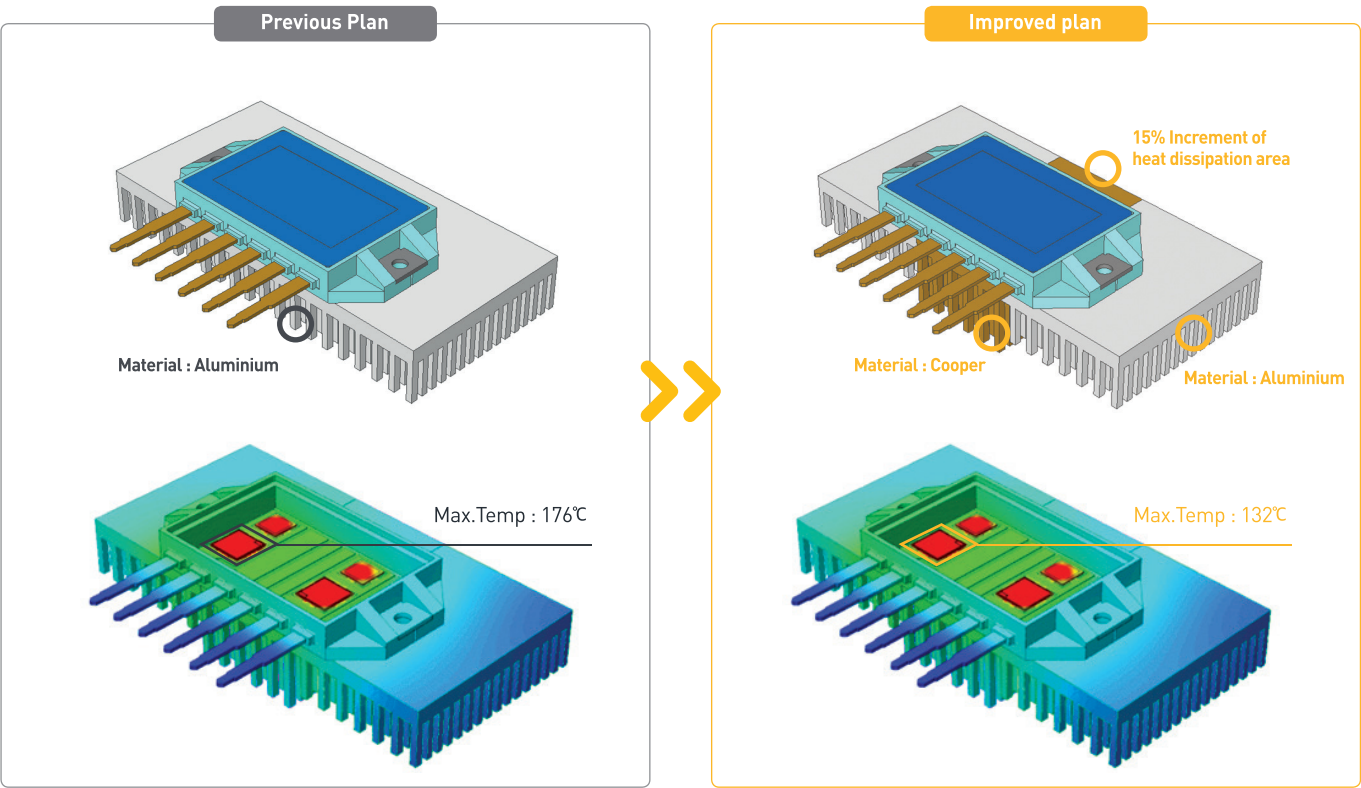 Previous Plan
Improved plan
15% Increment of
heat dissipation area
Material : Aluminium
Material : Cooper
Material : Aluminium
Max.Temp : 176℃
Max.Temp : 132℃